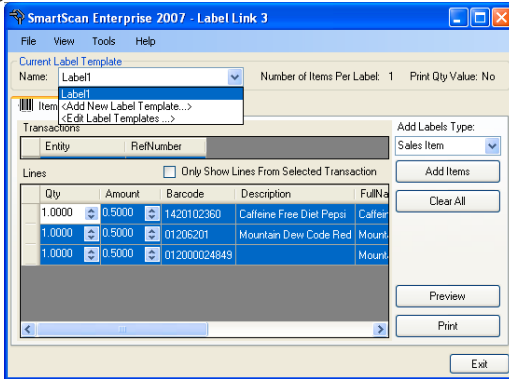 SmartScan Enterprise 2007 - Label Link 3
File View Tools Help
Current Label Template
Name: Label1 Number of Items Per Label: 1 Print Qty Value: No
Label1
<Add New Label Template...>
<Edit Label Templates ...>
Item
Transactions
Entity RefNumber
Add Labels Type:
Sales Item
Lines Only Show Lines From Selected Transaction
Add Items
Clear All
Qty Amount Barcode Description FullNa
1.0000 0.5000 1420102360 Caffeine Free Diet Pepsi Caffein
1.0000 0.5000 01206201 Mountain Dew Code Red Mount
1.0000 0.5000 012000024849 Mount
Preview
Print
Exit